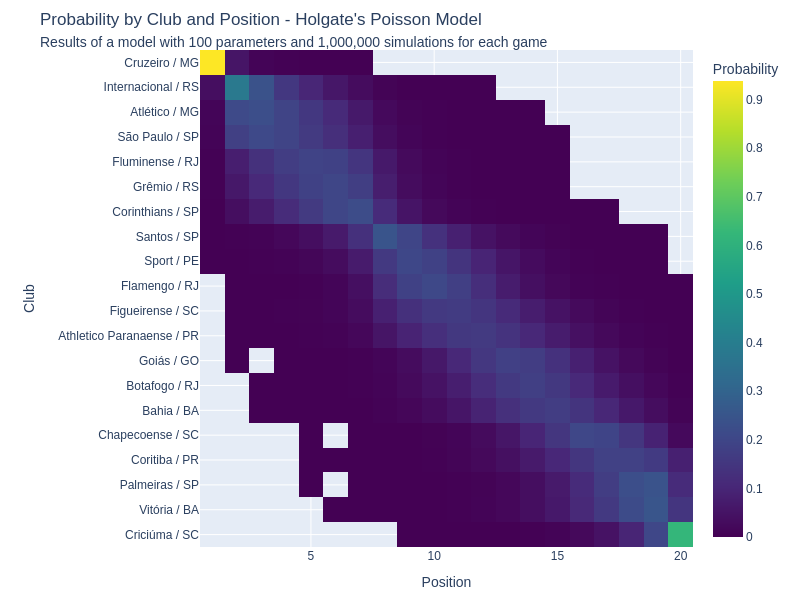 Probability by Club and Position - Holgate's Poisson Model
Results of a model with 100 parameters and 1,000,000 simulations for each game
Probability
Club
Cruzeiro / MG
Internacional / RS
Atlético / MG
São Paulo / SP
Fluminense / RJ
Grêmio / RS
Corinthians / SP
Santos / SP
Sport / PE
Flamengo / RJ
Figueirense / SC
Athletico Paranaense / PR
Goiás / GO
Botafogo / RJ
Bahia / BA
Chapecoense / SC
Coritiba / PR
Palmeiras / SP
Vitória / BA
Criciúma / SC
0.9
0.8
0.7
0.6
0.5
0.4
0.3
0.2
0.1
0
5 10 15 20
Position